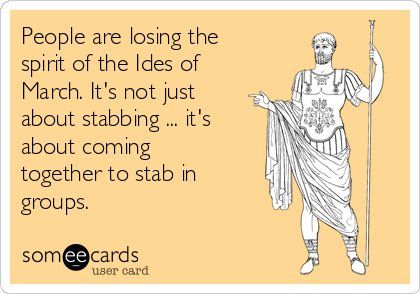 People are losing the
spirit of the Ides of
March. It's not just
about stabbing ... it's
about coming
together to stab in
groups.
someecards
user card